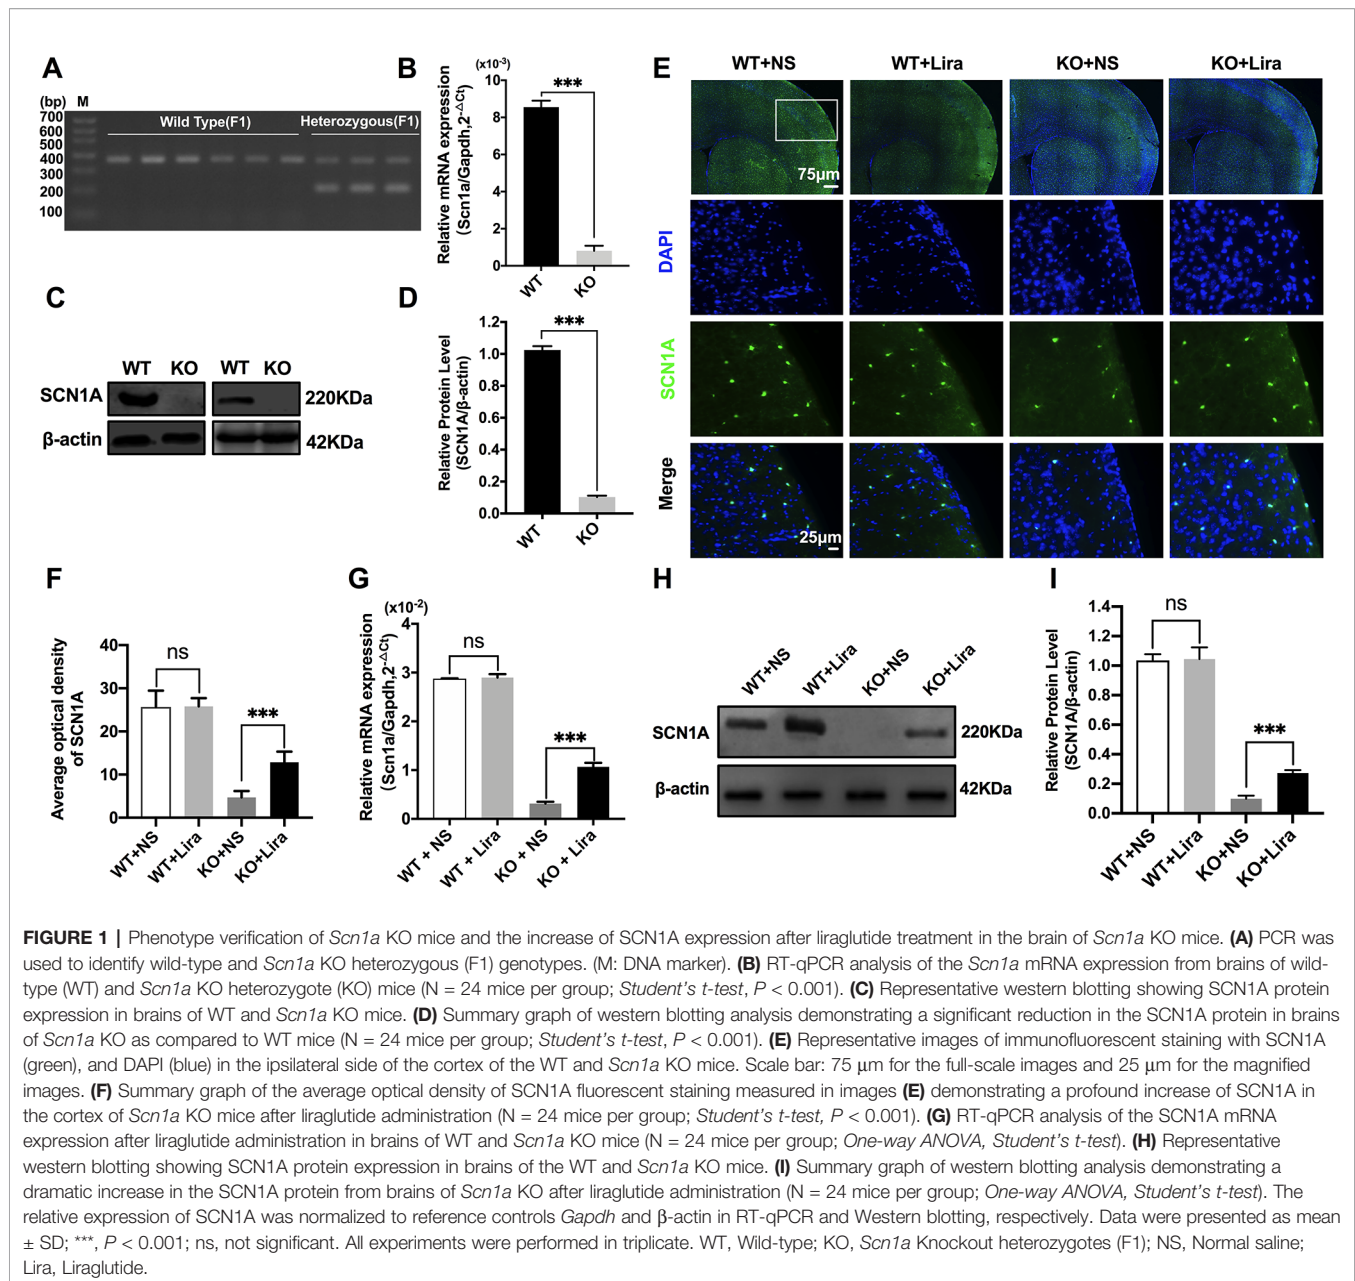 A
(bp) M
700
600
500
400
300
200
100
Wild Type(F1)
Heterozygous(F1)
B
(x10-3)
Relative mRNA expression
(Scn1a/Gapdh,2-△Ct)
10
8
6
4
2
0
***
WT
KO
C
WT KO WT KO
SCN1A 220KDa
β-actin 42KDa
D
Relative Protein Level
(SCN1A/β-actin)
1.2
1.0
0.8
0.6
0.4
0.2
0.0
***
WT
KO
E
WT+NS WT+Lira KO+NS KO+Lira
75μm
DAPI
SCN1A
Merge
25μm
F
Average optical density
of SCN1A
40
30
20
10
0
ns
***
WT+NS
WT+Lira
KO+NS
KO+Lira
G
(x10-2)
Relative mRNA expression
(Scn1a/Gapdh,2-△Ct)
4
3
2
1
0
ns
***
WT + NS
WT + Lira
KO + NS
KO + Lira
H
WT+NS WT+Lira KO+NS KO+Lira
SCN1A 220KDa
β-actin 42KDa
I
Relative Protein Level
(SCN1A/β-actin)
1.4
1.2
1.0
0.8
0.6
0.4
0.2
0.0
ns
***
WT+NS
WT+Lira
KO+NS
KO+Lira
FIGURE 1 | Phenotype verification of Scn1a KO mice and the increase of SCN1A expression after liraglutide treatment in the brain of Scn1a KO mice. (A) PCR was
used to identify wild-type and Scn1a KO heterozygous (F1) genotypes. (M: DNA marker). (B) RT-qPCR analysis of the Scn1a mRNA expression from brains of wild-
type (WT) and Scn1a KO heterozygote (KO) mice (N = 24 mice per group; Student's t-test, P < 0.001). (C) Representative western blotting showing SCN1A protein
expression in brains of WT and Scn1a KO mice. (D) Summary graph of western blotting analysis demonstrating a significant reduction in the SCN1A protein in brains
of Scn1a KO as compared to WT mice (N = 24 mice per group; Student's t-test, P < 0.001). (E) Representative images of immunofluorescent staining with SCN1A
(green), and DAPI (blue) in the ipsilateral side of the cortex of the WT and Scn1a KO mice. Scale bar: 75 μm for the full-scale images and 25 μm for the magnified
images. (F) Summary graph of the average optical density of SCN1A fluorescent staining measured in images (E) demonstrating a profound increase of SCN1A in
the cortex of Scn1a KO mice after liraglutide administration (N = 24 mice per group; Student's t-test, P < 0.001). (G) RT-qPCR analysis of the SCN1A mRNA
expression after liraglutide administration in brains of WT and Scn1a KO mice (N = 24 mice per group; One-way ANOVA, Student's t-test). (H) Representative
western blotting showing SCN1A protein expression in brains of the WT and Scn1a KO mice. (I) Summary graph of western blotting analysis demonstrating a
dramatic increase in the SCN1A protein from brains of Scn1a KO after liraglutide administration (N = 24 mice per group; One-way ANOVA, Student's t-test). The
relative expression of SCN1A was normalized to reference controls Gapdh and β-actin in RT-qPCR and Western blotting, respectively. Data were presented as mean
± SD; ***, P < 0.001; ns, not significant. All experiments were performed in triplicate. WT, Wild-type; KO, Scn1a Knockout heterozygotes (F1); NS, Normal saline;
Lira, Liraglutide.